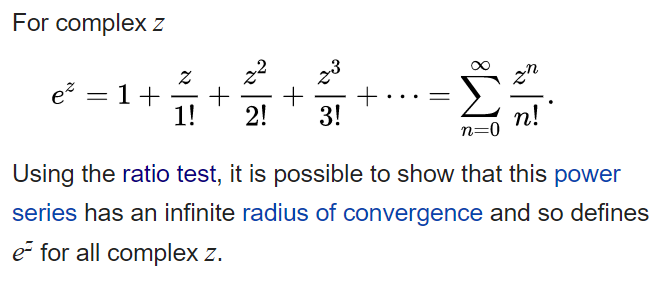 For complex z
e^z = 1 + z/1! + z^2/2! + z^3/3! + ⋯ = ∑_{n=0}^{∞} z^n/n!.
Using the ratio test, it is possible to show that this power
series has an infinite radius of convergence and so defines
e^z for all complex z.